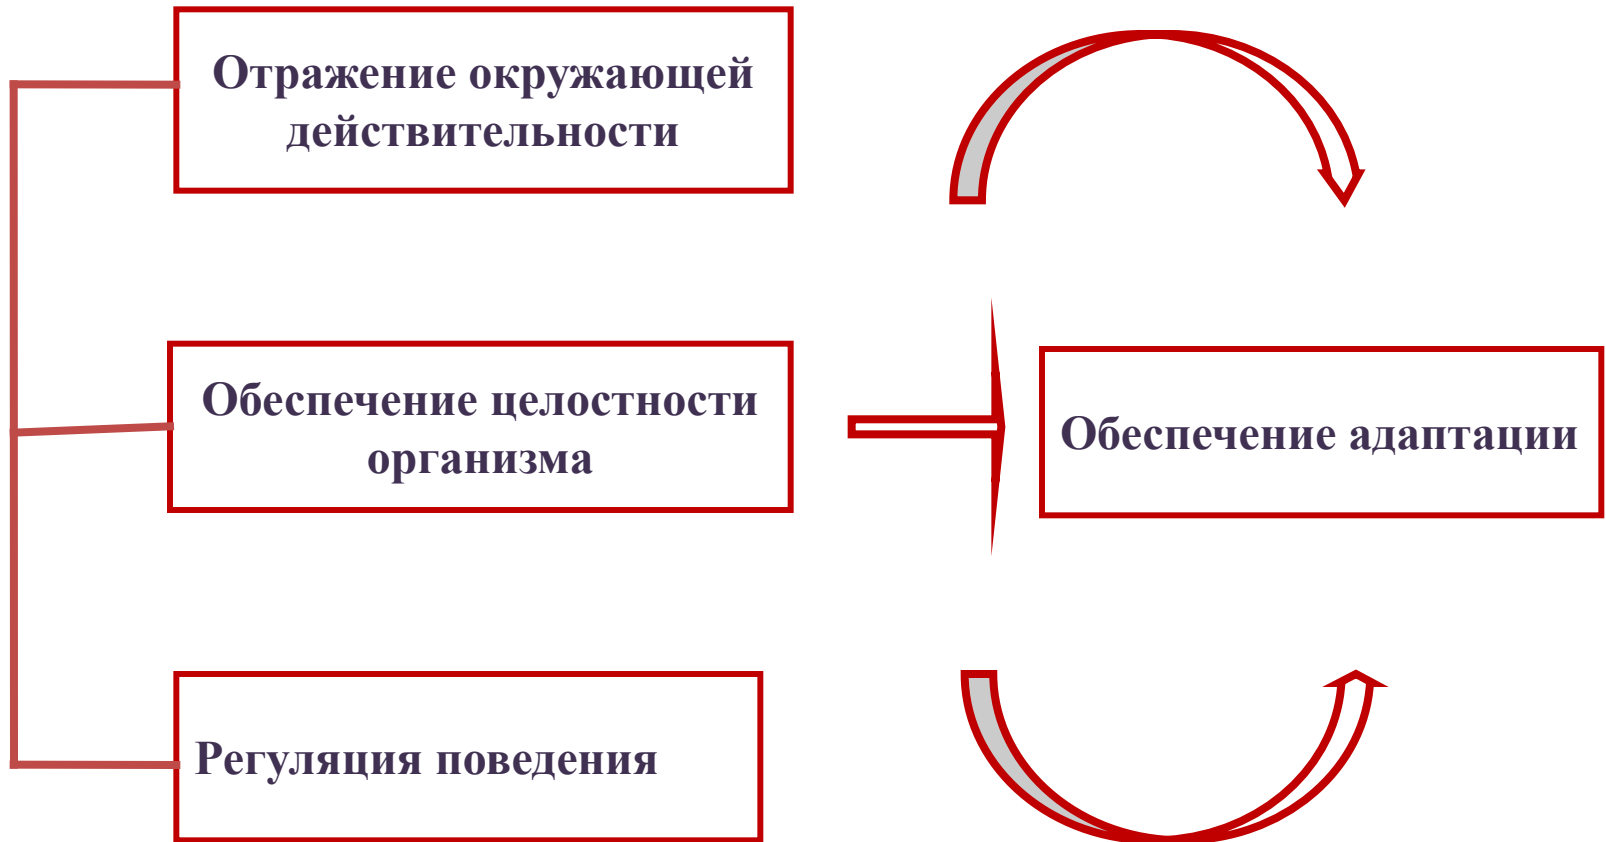 Отражение окружающей
действительности
Обеспечение целостности
организма
Обеспечение адаптации
Регуляция поведения